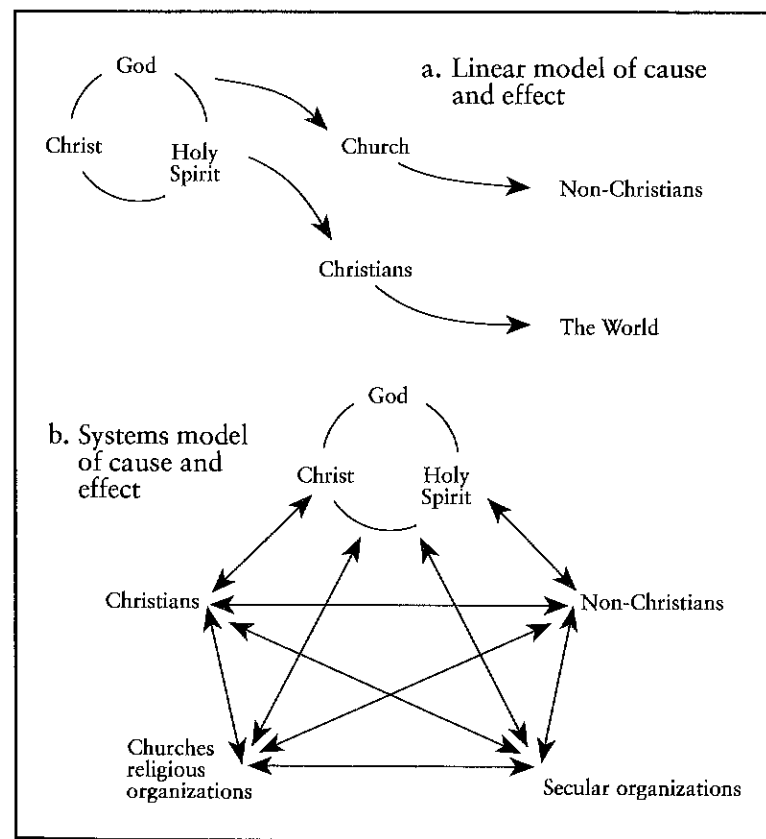 God
a. Linear model of cause
and effect
Christ
Holy
Spirit
Church
Non-Christians
Christians
The World
God
b. Systems model
of cause and
effect
Christ
Holy
Spirit
Christians
Non-Christians
Churches
religious
organizations
Secular organizations